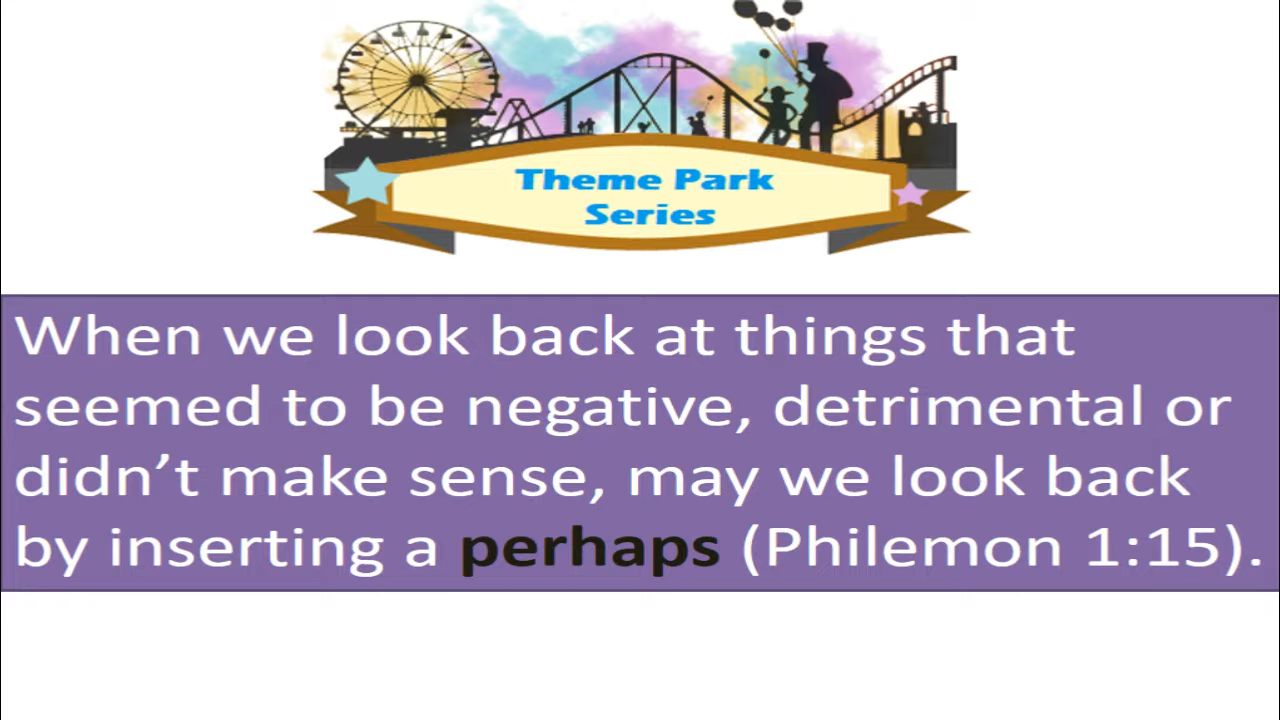 Theme Park
Series
When we look back at things that
seemed to be negative, detrimental or
didn’t make sense, may we look back
by inserting a perhaps (Philemon 1:15).